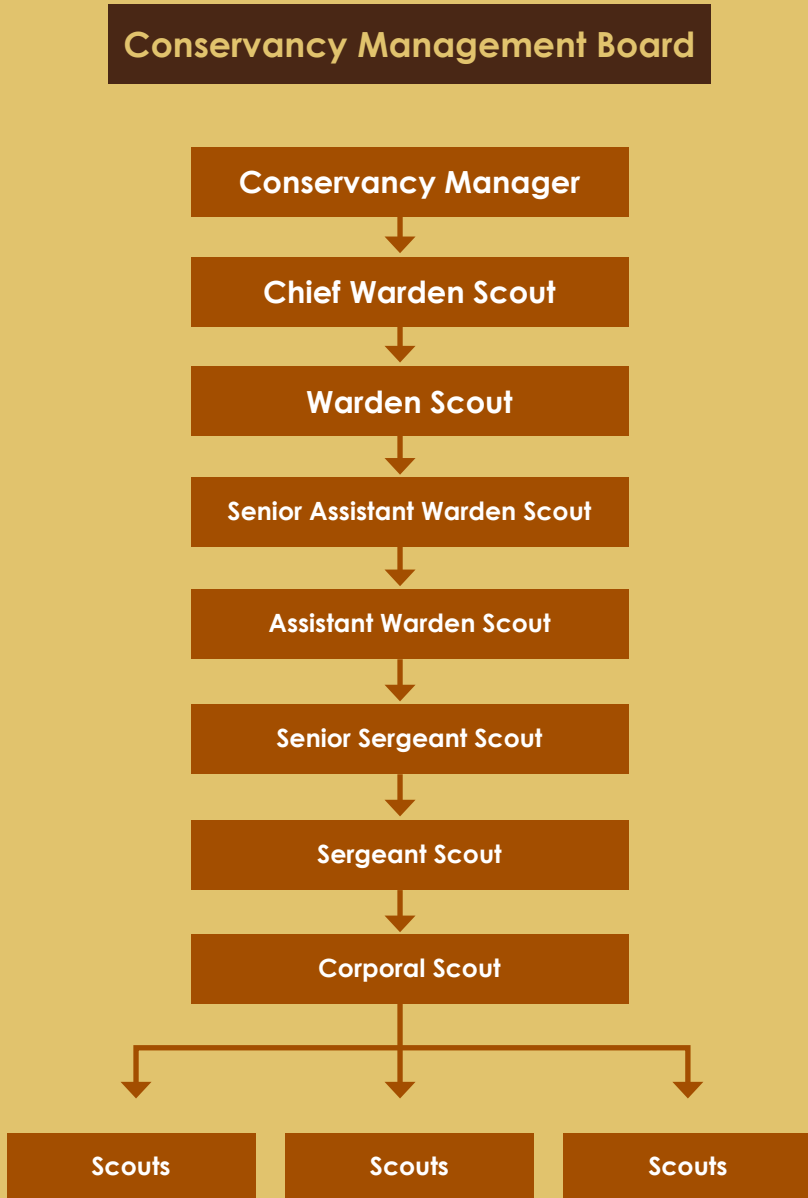 Conservancy Management Board
Conservancy Manager
Chief Warden Scout
Warden Scout
Senior Assistant Warden Scout
Assistant Warden Scout
Senior Sergeant Scout
Sergeant Scout
Corporal Scout
Scouts
Scouts
Scouts